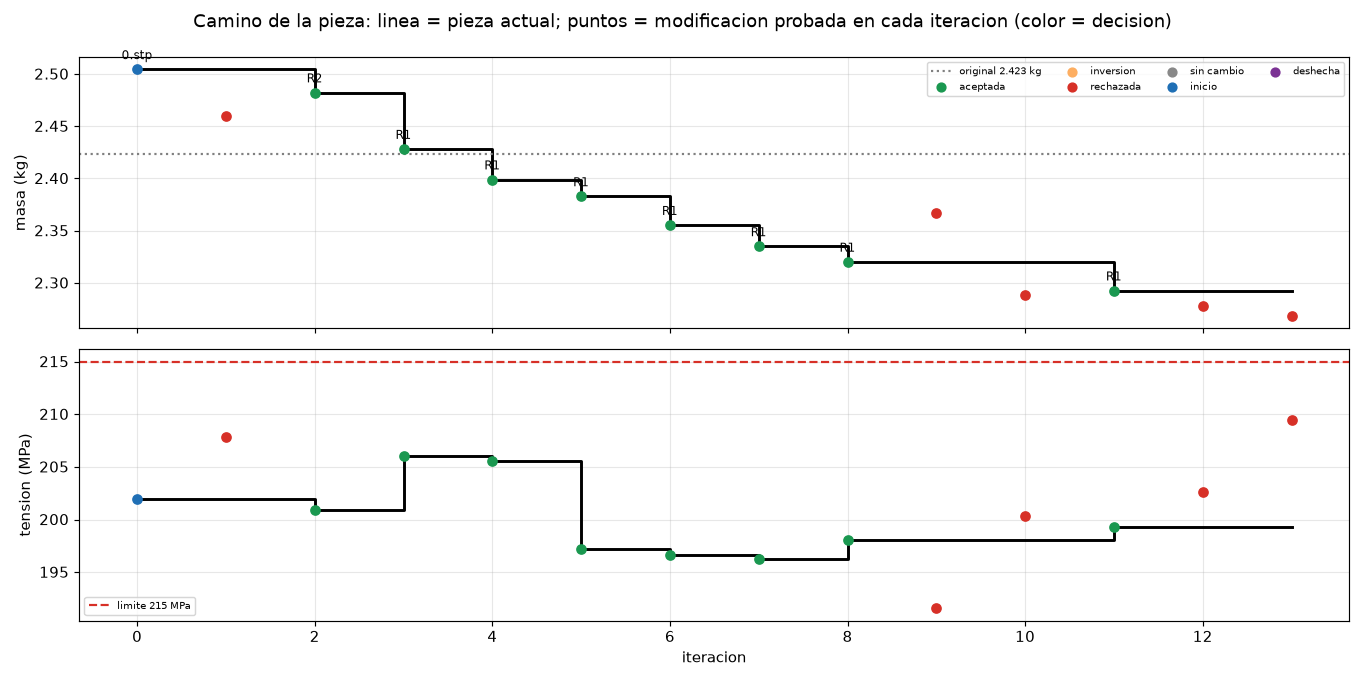 Camino de la pieza: linea = pieza actual; puntos = modificacion probada en cada iteracion (color = decision)
0.stp
R2
R1
R1
R1
R1
R1
R1
R1
original 2.423 kg
aceptada
inversion
rechazada
sin cambio
inicio
deshecha
masa (kg)
2.50
2.45
2.40
2.35
2.30
tension (MPa)
215
210
205
200
195
limite 215 MPa
0 2 4 6 8 10 12
iteracion